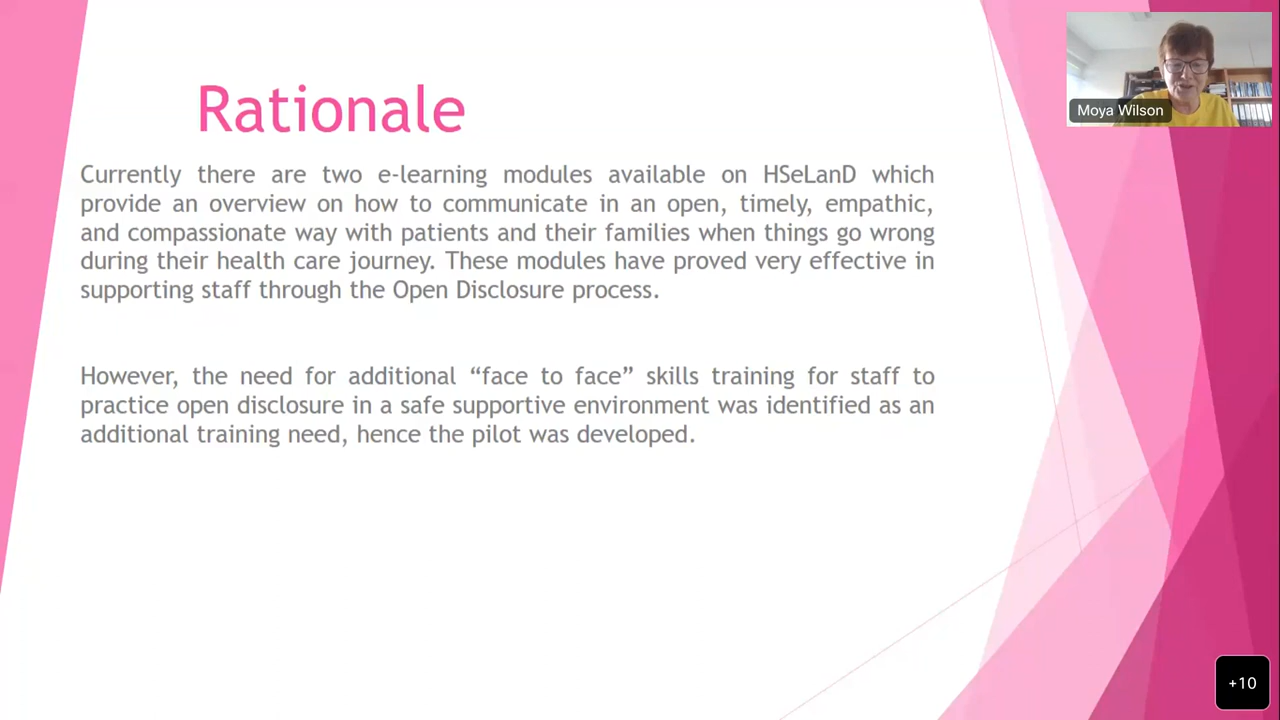 Rationale
Currently there are two e-learning modules available on HSeLanD which
provide an overview on how to communicate in an open, timely, empathic,
and compassionate way with patients and their families when things go wrong
during their health care journey. These modules have proved very effective in
supporting staff through the Open Disclosure process.
However, the need for additional “face to face” skills training for staff to
practice open disclosure in a safe supportive environment was identified as an
additional training need, hence the pilot was developed.
Moya Wilson
+10